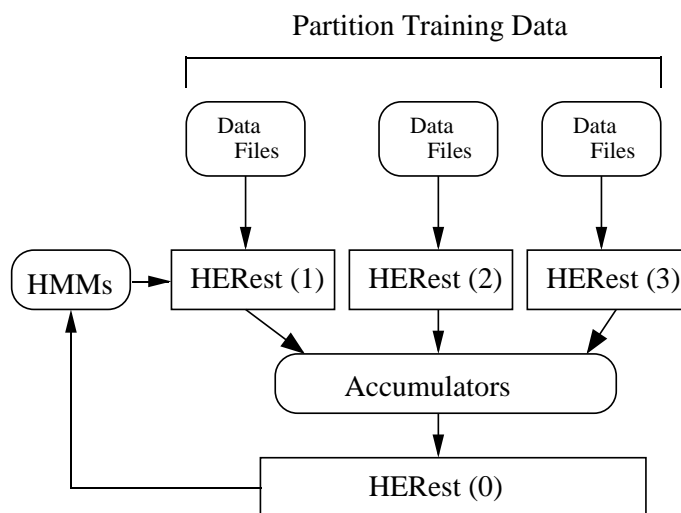 Partition Training Data
Data
Files
Data
Files
Data
Files
HMMs
HERest (1)
HERest (2)
HERest (3)
Accumulators
HERest (0)